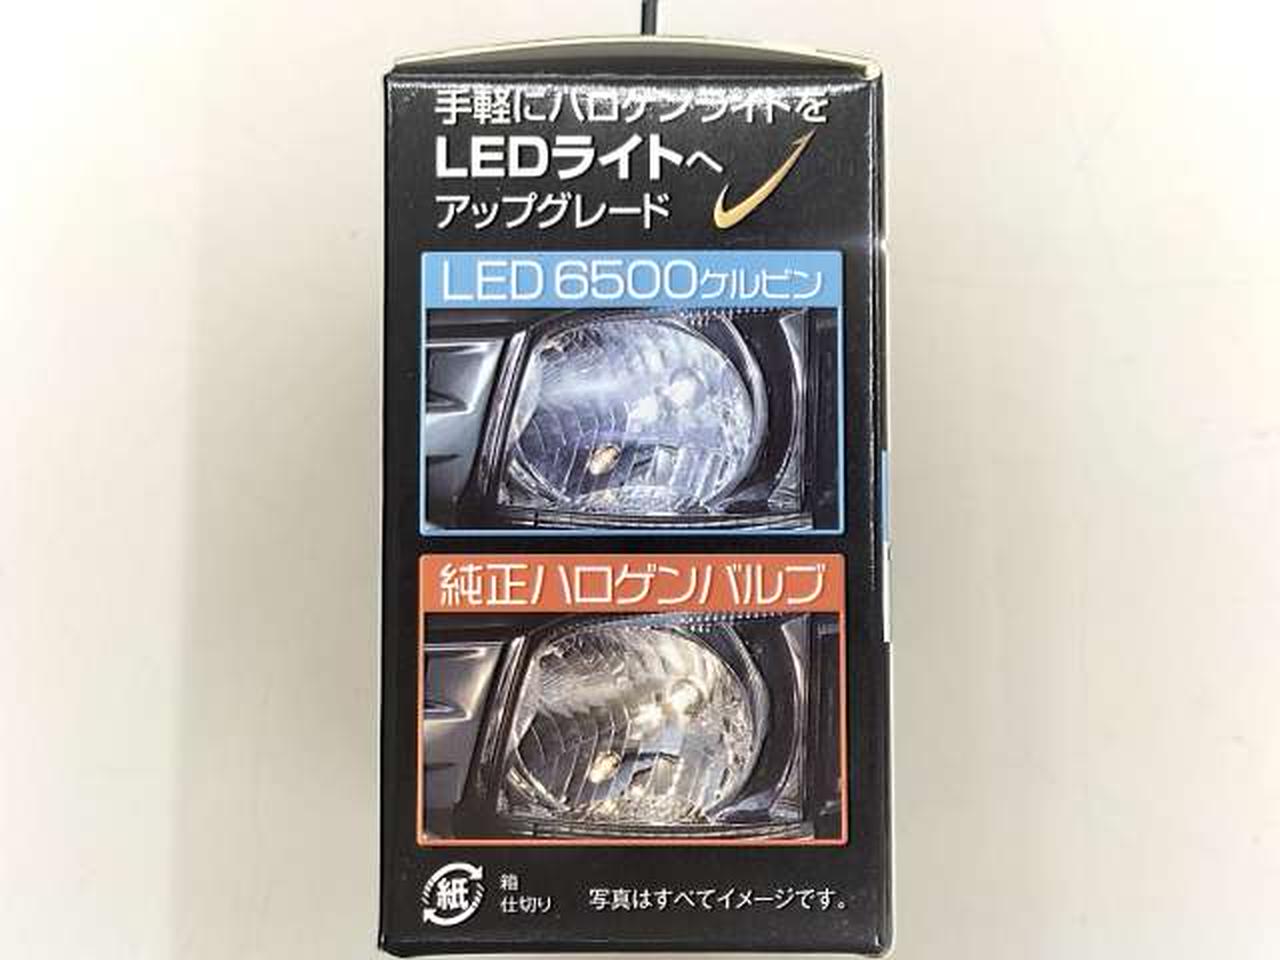 手軽にハロゲンライトを
LEDライトへ
アップグレード
LED 6500ケルビン
純正ハロゲンバルブ
紙
箱
仕切り
写真はすべてイメージです。